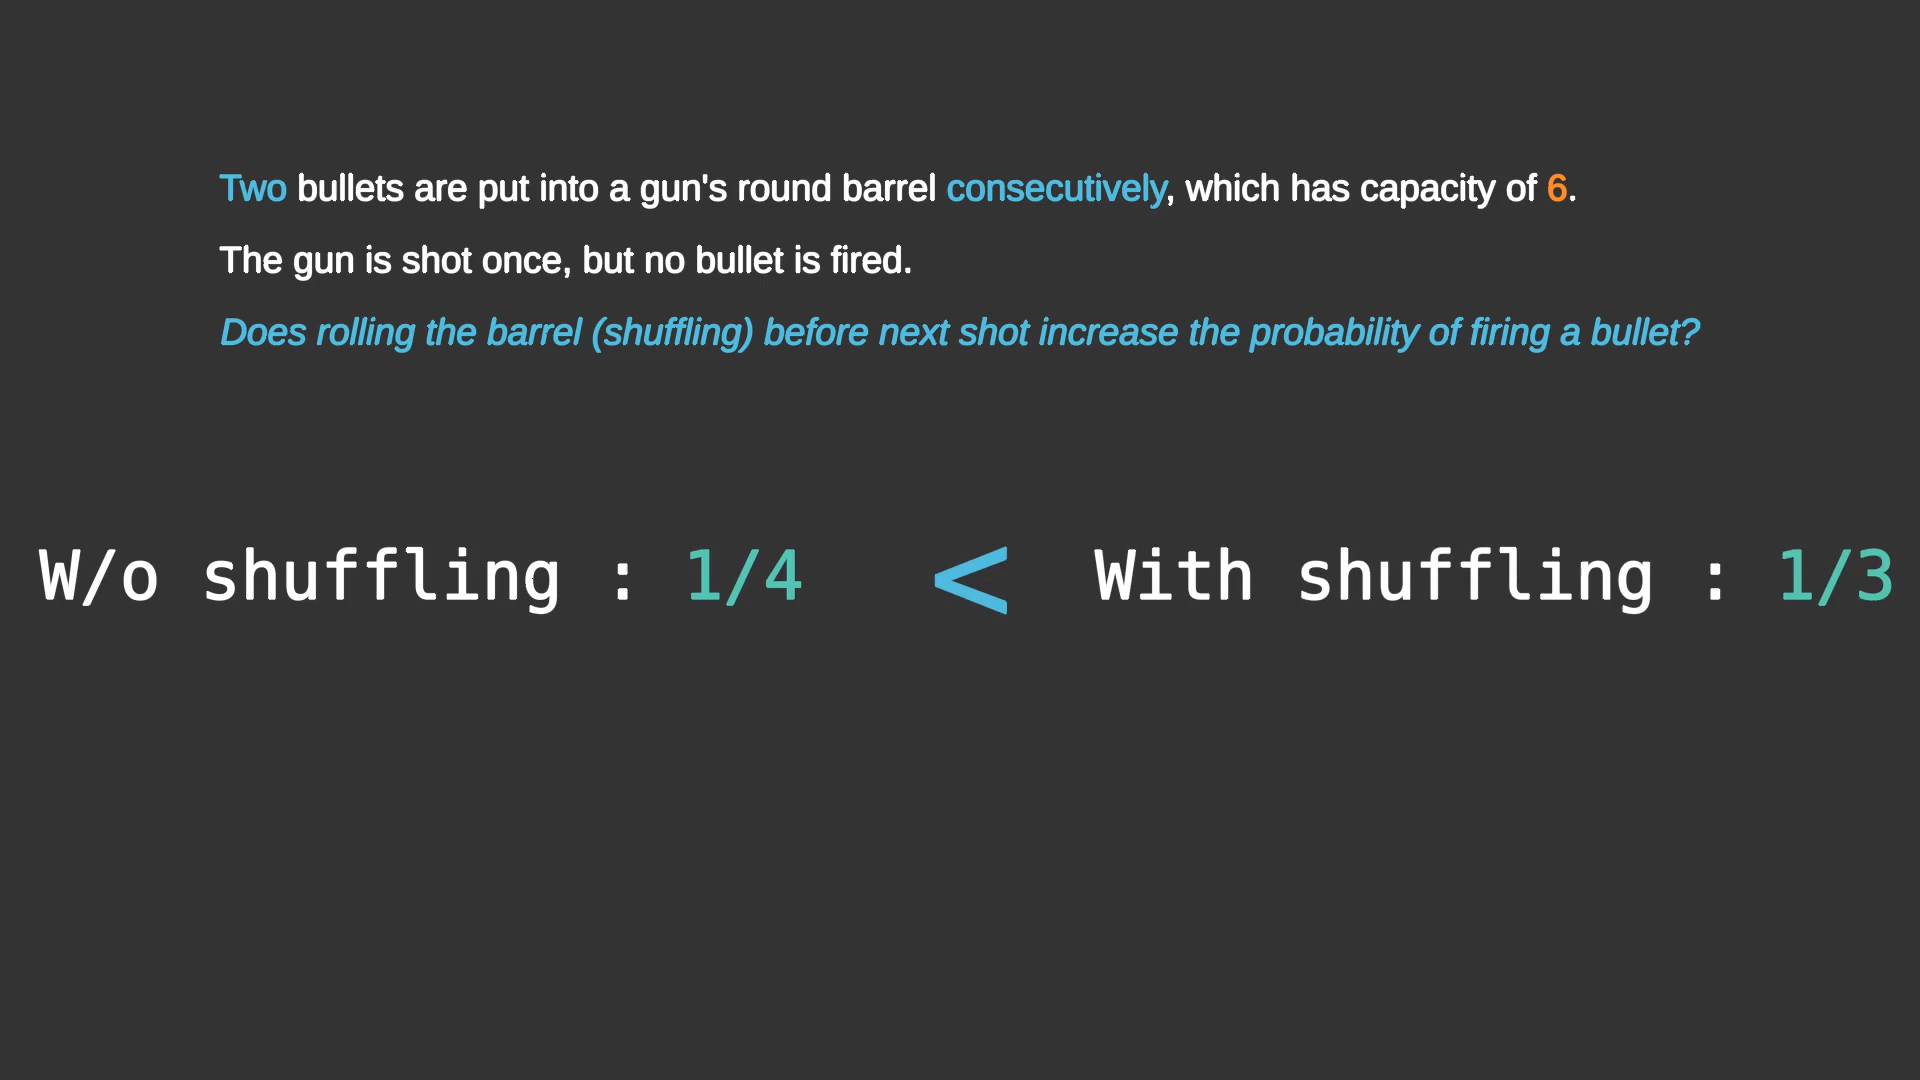 Two bullets are put into a gun's round barrel consecutively, which has capacity of 6.
The gun is shot once, but no bullet is fired.
Does rolling the barrel (shuffling) before next shot increase the probability of firing a bullet?
W/o shuffling : 1/4 < With shuffling : 1/3